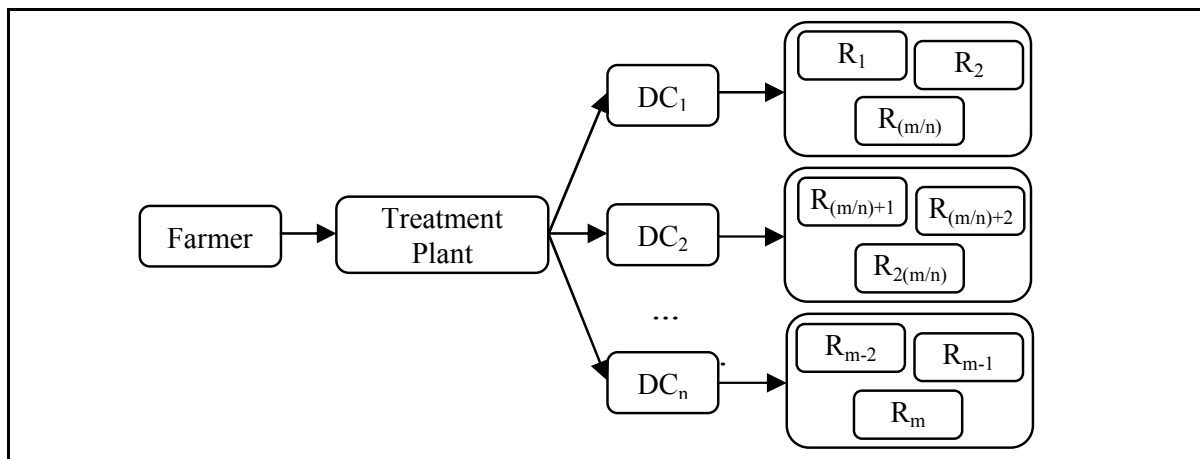 Farmer
Treatment
Plant
DC₁
DC₂
...
DCₙ
R₁
R₂
R₍ₘ/ₙ₎
R₍ₘ/ₙ₎₊₁
R₍ₘ/ₙ₎₊₂
R₂₍ₘ/ₙ₎
Rₘ₋₂
Rₘ₋₁
Rₘ